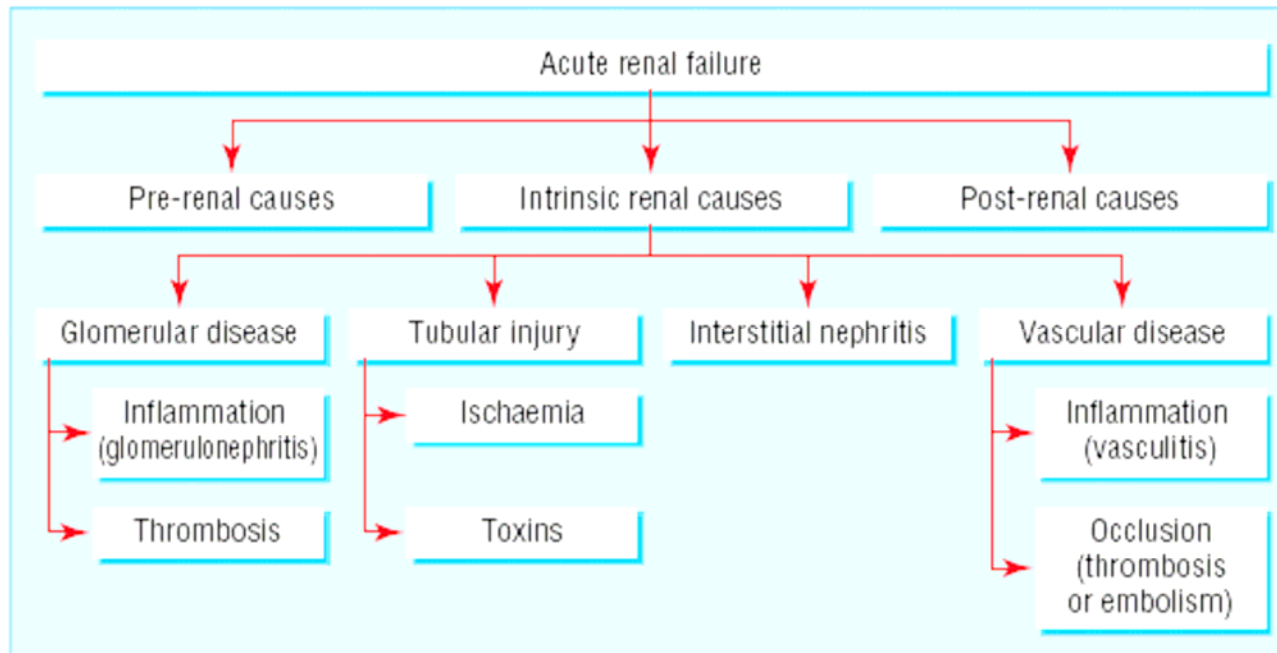 Acute renal failure
Pre-renal causes
Intrinsic renal causes
Post-renal causes
Glomerular disease
Tubular injury
Interstitial nephritis
Vascular disease
Inflammation
(glomerulonephritis)
Thrombosis
Ischaemia
Toxins
Inflammation
(vasculitis)
Occlusion
(thrombosis
or embolism)